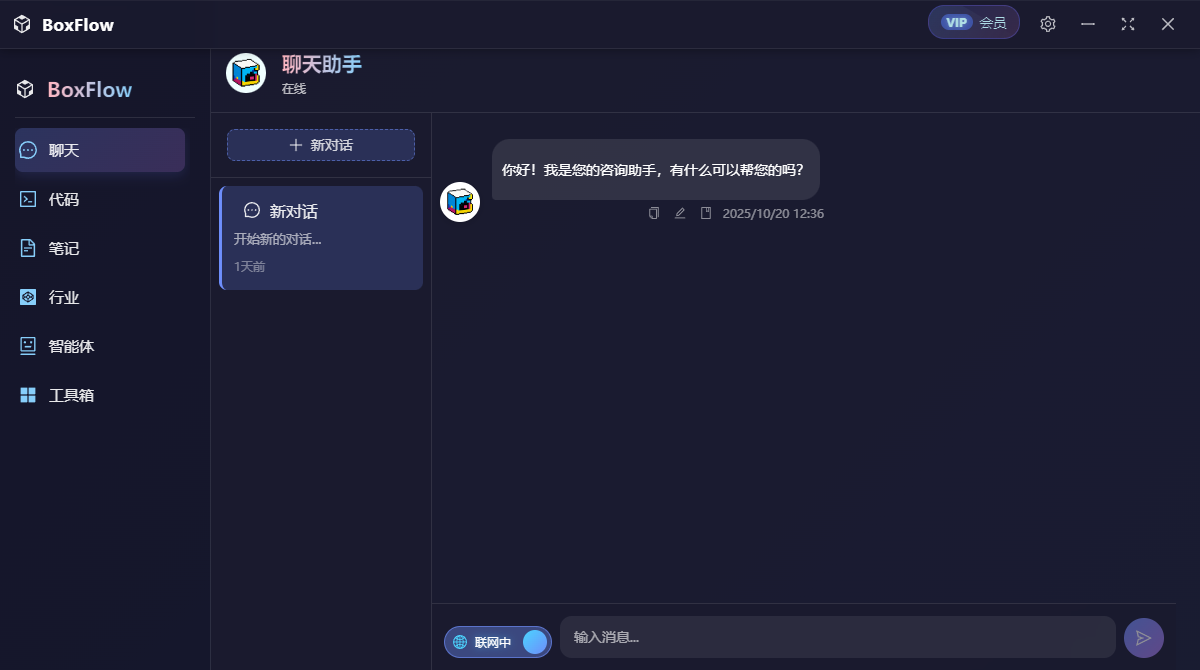 BoxFlow
VIP 会员
BoxFlow
聊天
代码
笔记
行业
智能体
工具箱
聊天助手
在线
新对话
新对话
开始新的对话...
1天前
你好！我是您的咨询助手，有什么可以帮您的吗？
2025/10/20 12:36
联网中
输入消息...